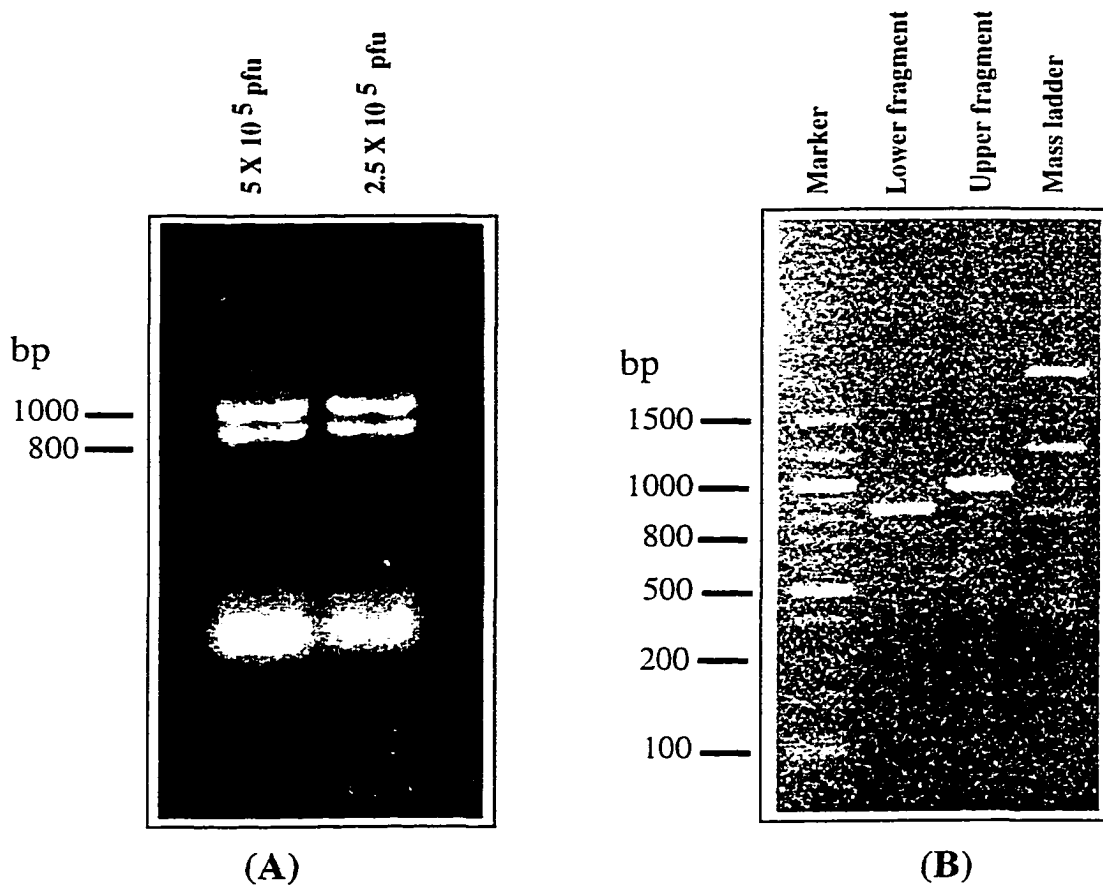 5 X 10 5 pfu
2.5 X 10 5 pfu
bp
1000
800
(A)
Marker
Lower fragment
Upper fragment
Mass ladder
bp
1500
1000
800
500
200
100
(B)